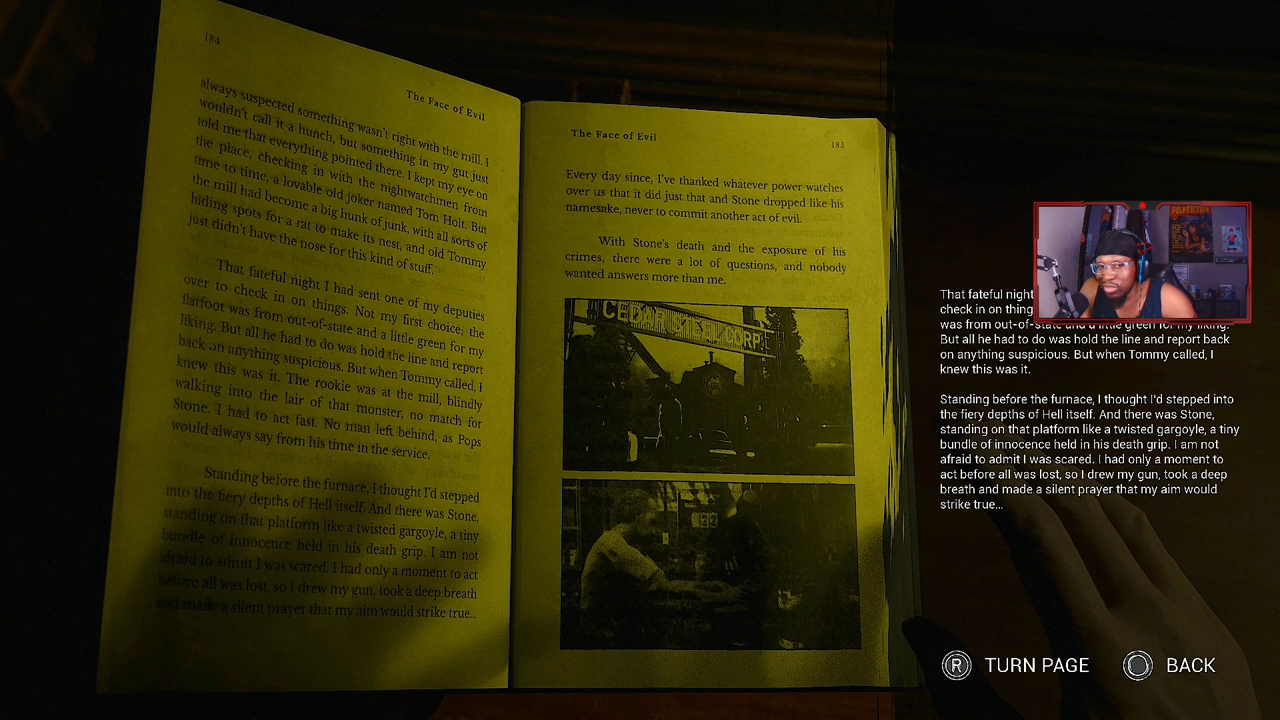 184
The Face of Evil
always suspected something wasn't right with the mill. I
wouldn't call it a hunch, but something in my gut just
told me that everything pointed there. I kept my eye on
the place, checking in with the nightwatchmen from
time to time, a lovable old joker named Tom Holt. But
the mill had become a big hunk of junk, with all sorts of
hiding spots for a rat to make its nest, and old Tommy
just didn't have the nose for this kind of stuff.
That fateful night I had sent one of my deputies
over to check in on things. Not my first choice; the
flatfoot was from out-of-state and a little green for my
liking. But all he had to do was hold the line and report
back on anything suspicious. But when Tommy called, I
knew this was it. The rookie was at the mill, blindly
walking into the lair of that monster, no match for
Stone. I had to act fast. No man left behind, as Pops
would always say from his time in the service.
Standing before the furnace, I thought I'd stepped
into the fiery depths of Hell itself. And there was Stone,
standing on that platform like a twisted gargoyle, a tiny
bundle of innocence held in his death grip. I am not
afraid to admit I was scared. I had only a moment to act
before all was lost, so I drew my gun, took a deep breath
and made a silent prayer that my aim would strike true...
The Face of Evil
185
Every day since, I've thanked whatever power watches
over us that it did just that and Stone dropped like his
namesake, never to commit another act of evil.
With Stone's death and the exposure of his
crimes, there were a lot of questions, and nobody
wanted answers more than me.
CEDAR STEEL CORP.
22
PULP FICTION
That fateful night
check in on thing
was from out-of-state and a little green for my liking.
But all he had to do was hold the line and report back
on anything suspicious. But when Tommy called, I
knew this was it.
Standing before the furnace, I thought I'd stepped into
the fiery depths of Hell itself. And there was Stone,
standing on that platform like a twisted gargoyle, a tiny
bundle of innocence held in his death grip. I am not
afraid to admit I was scared. I had only a moment to
act before all was lost, so I drew my gun, took a deep
breath and made a silent prayer that my aim would
strike true...
R TURN PAGE
BACK